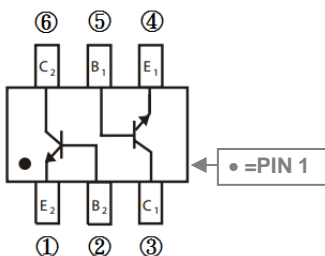 ⑥ ⑤ ④
C₂ B₁ E₁
• =PIN 1
E₂ B₂ C₁
① ② ③